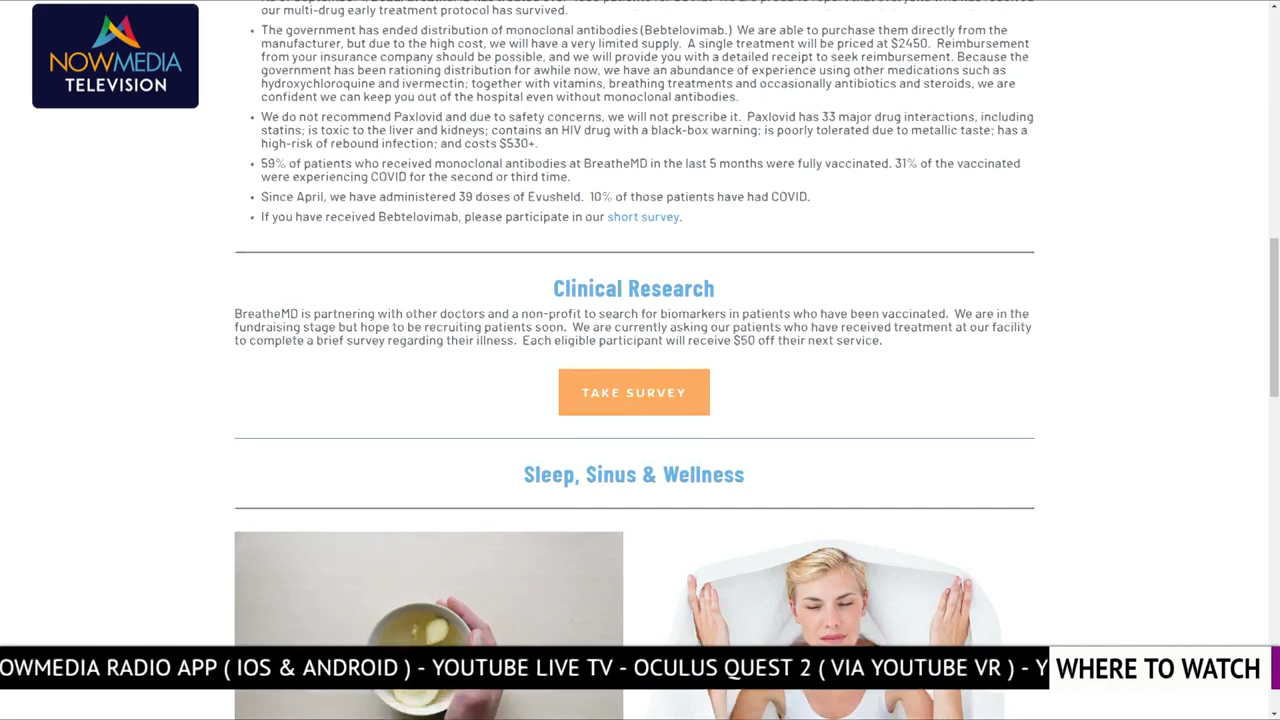 NOWMEDIA
TELEVISION
our multi-drug early treatment protocol has survived.
• The government has ended distribution of monoclonal antibodies (Bebtelovimab.) We are able to purchase them directly from the
manufacturer, but due to the high cost, we will have a very limited supply. A single treatment will be priced at $2450. Reimbursement
from your insurance company should be possible, and we will provide you with a detailed receipt to seek reimbursement. Because the
government has been rationing distribution for awhile now, we have an abundance of experience using other medications such as
hydroxychloroquine and ivermectin; together with vitamins, breathing treatments and occasionally antibiotics and steroids, we are
confident we can keep you out of the hospital even without monoclonal antibodies.
• We do not recommend Paxlovid and due to safety concerns, we will not prescribe it. Paxlovid has 33 major drug interactions, including
statins; is toxic to the liver and kidneys; contains an HIV drug with a black-box warning; is poorly tolerated due to metallic taste; has a
high-risk of rebound infection; and costs $530+.
• 59% of patients who received monoclonal antibodies at BreatheMD in the last 5 months were fully vaccinated. 31% of the vaccinated
were experiencing COVID for the second or third time.
• Since April, we have administered 39 doses of Evusheld. 10% of those patients have had COVID.
• If you have received Bebtelovimab, please participate in our short survey.
Clinical Research
BreatheMD is partnering with other doctors and a non-profit to search for biomarkers in patients who have been vaccinated. We are in the
fundraising stage but hope to be recruiting patients soon. We are currently asking our patients who have received treatment at our facility
to complete a brief survey regarding their illness. Each eligible participant will receive $50 off their next service.
TAKE SURVEY
Sleep, Sinus & Wellness
OWMEDIA RADIO APP ( IOS & ANDROID ) - YOUTUBE LIVE TV - OCULUS QUEST 2 ( VIA YOUTUBE VR ) - Y
WHERE TO WATCH